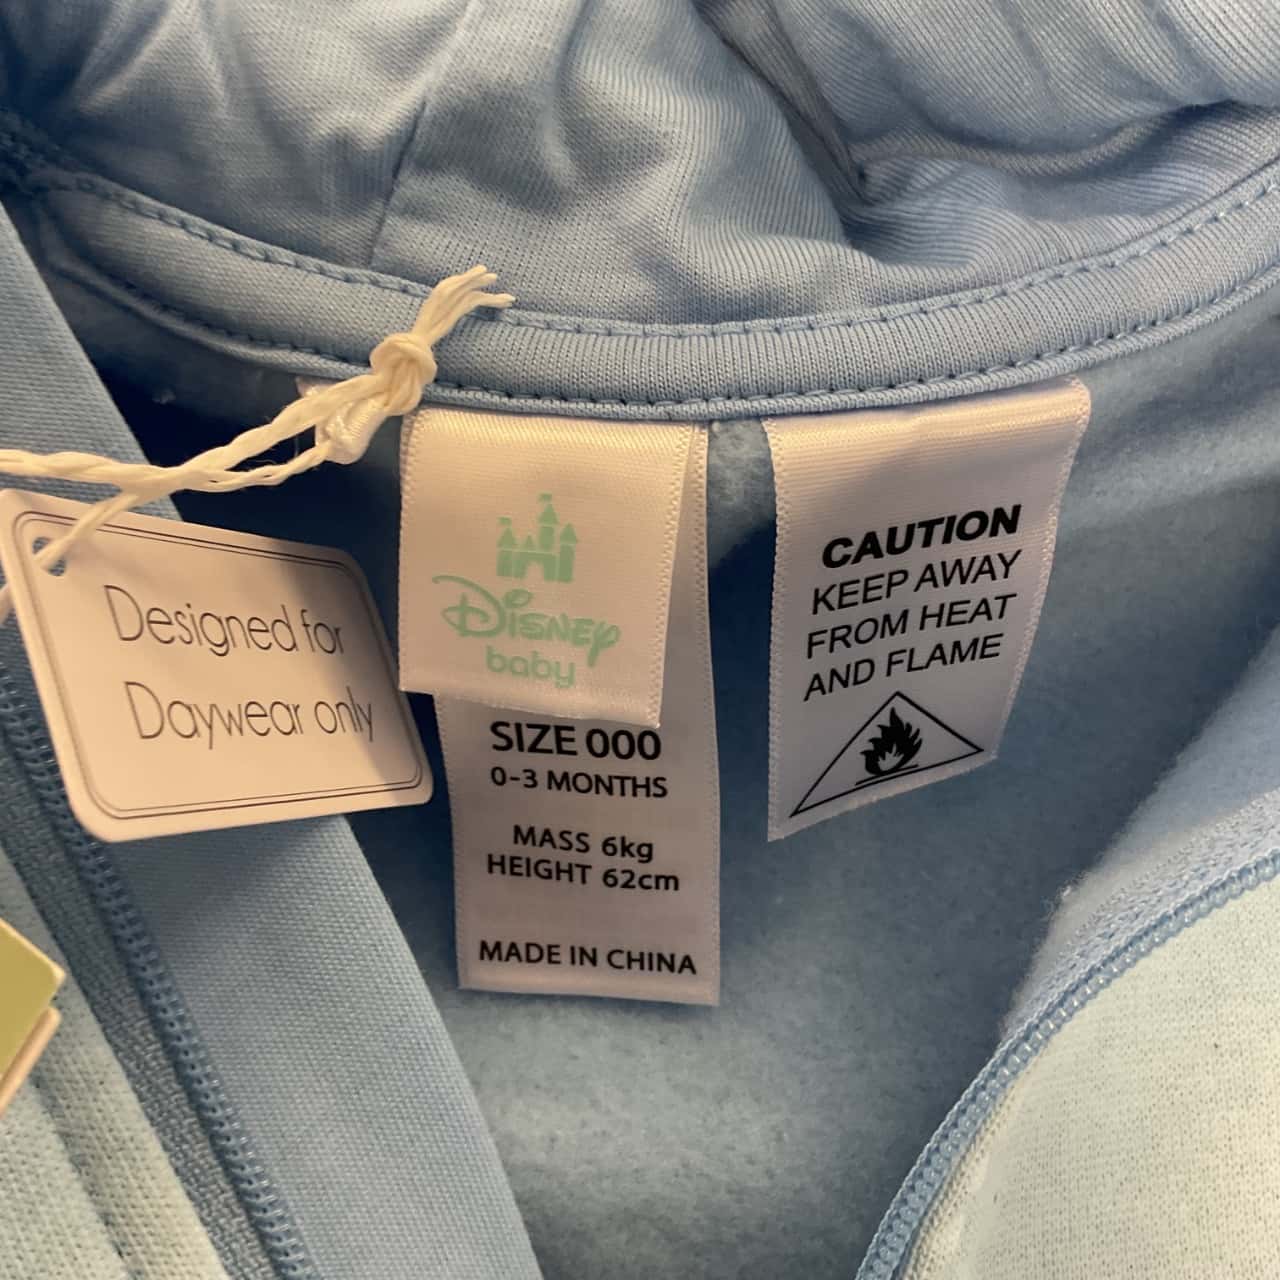 Designed for
Daywear only
Disney
baby
SIZE 000
0-3 MONTHS
MASS 6kg
HEIGHT 62cm
MADE IN CHINA
CAUTION
KEEP AWAY
FROM HEAT
AND FLAME